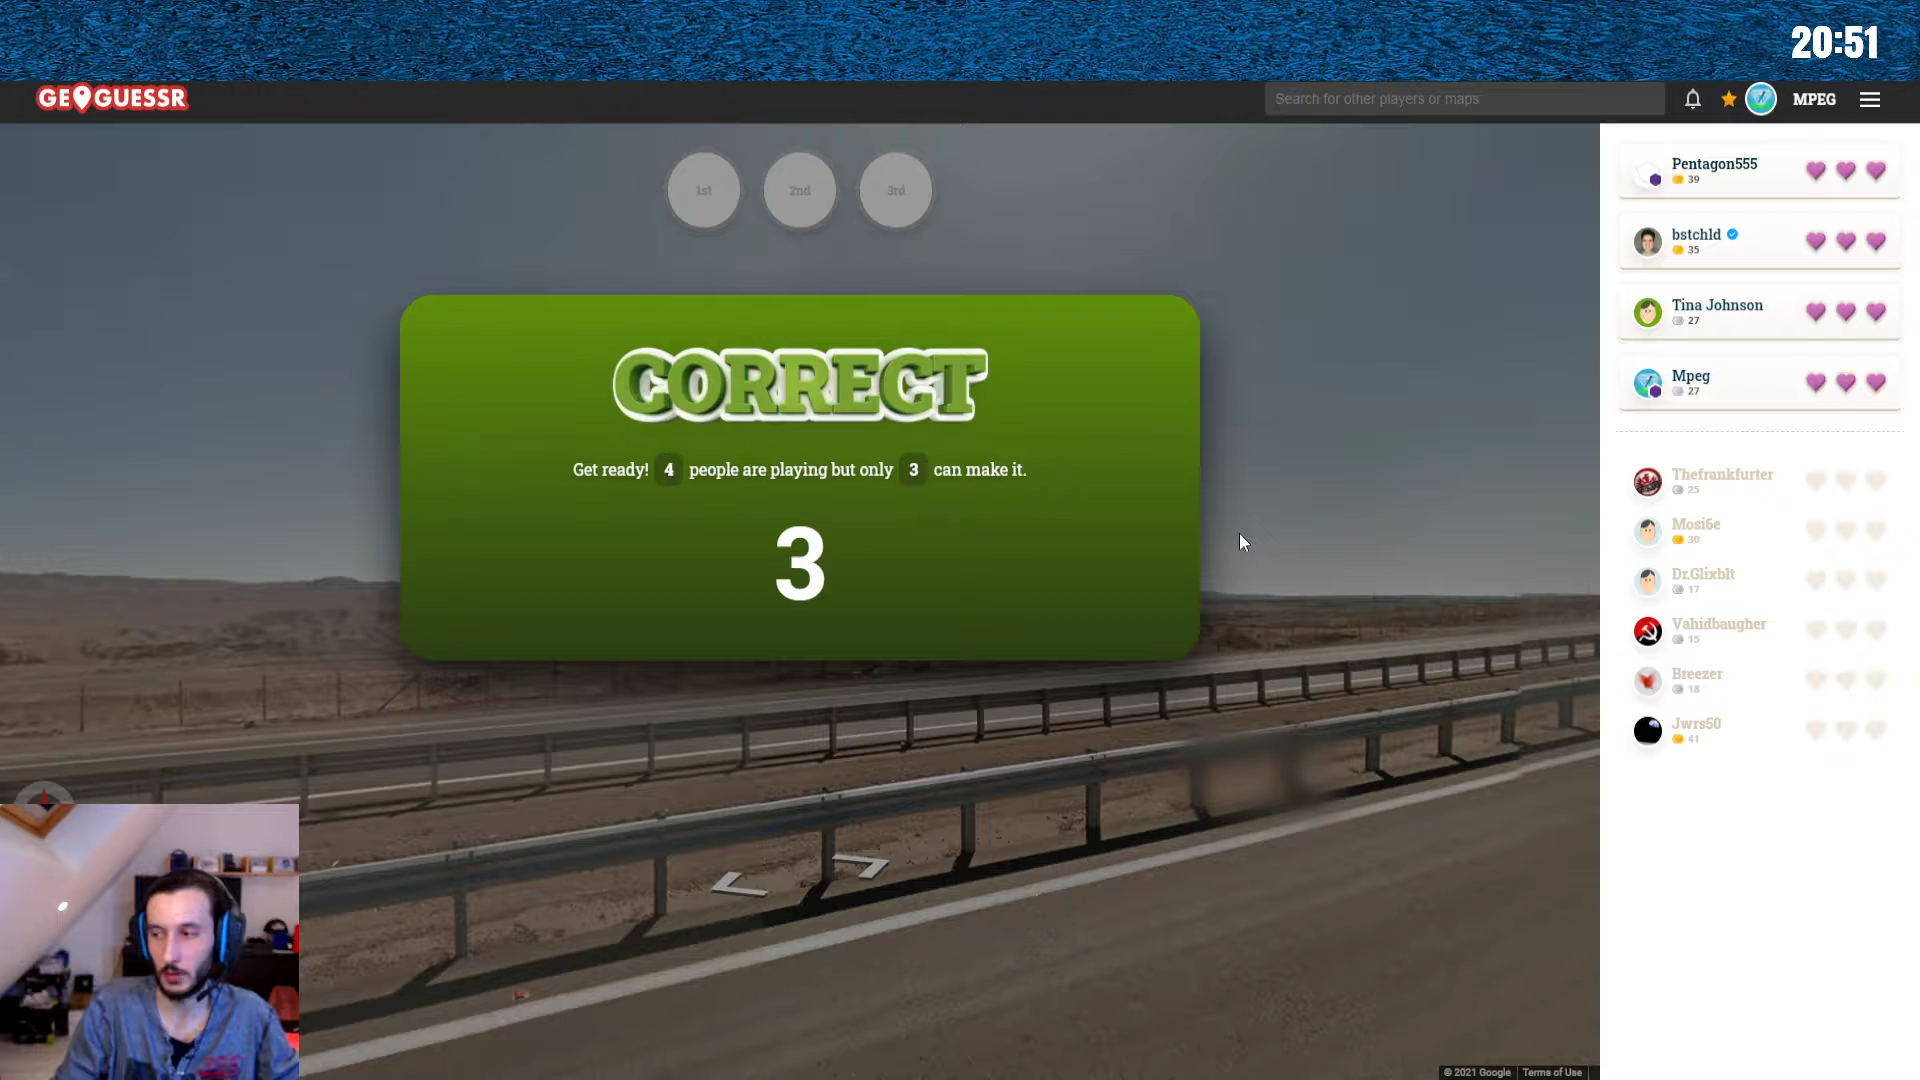 20:51
GEOGUESSR
Search for other players or maps
MPEG
1st 2nd 3rd
CORRECT
Get ready! 4 people are playing but only 3 can make it.
3
Pentagon555
39
bstchld
35
Tina Johnson
27
Mpeg
27
Thefrankfurter
25
Mosi6e
30
Dr.Glixblt
17
Vahidbaugher
15
Breezer
18
Jwrs50
41
© 2021 Google Terms of Use